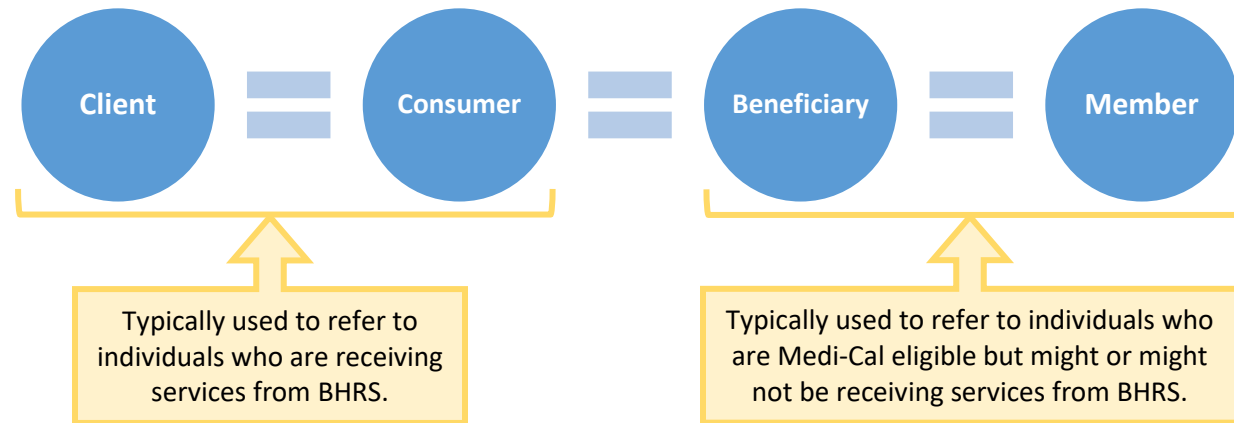 Client
Consumer
Beneficiary
Member
Typically used to refer to
individuals who are receiving
services from BHRS.
Typically used to refer to individuals who
are Medi-Cal eligible but might or might
not be receiving services from BHRS.